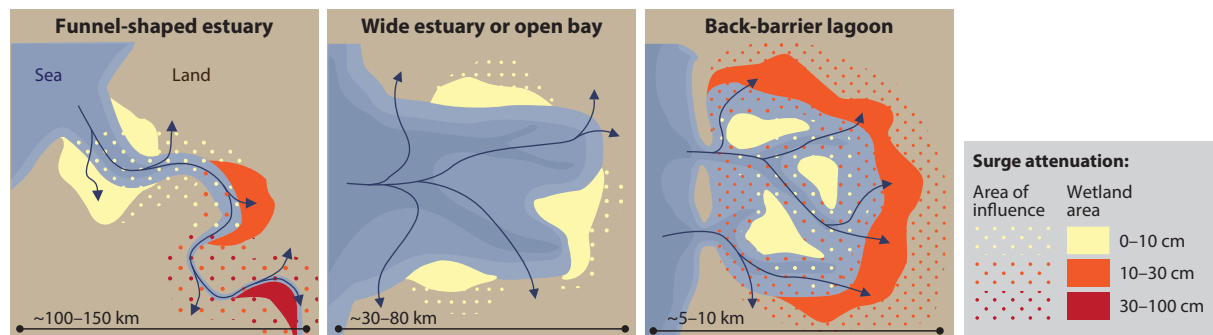 Funnel-shaped estuary
Sea
Land
~100–150 km
Wide estuary or open bay
~30–80 km
Back-barrier lagoon
~5–10 km
Surge attenuation:
Area of
influence
Wetland
area
0–10 cm
10–30 cm
30–100 cm